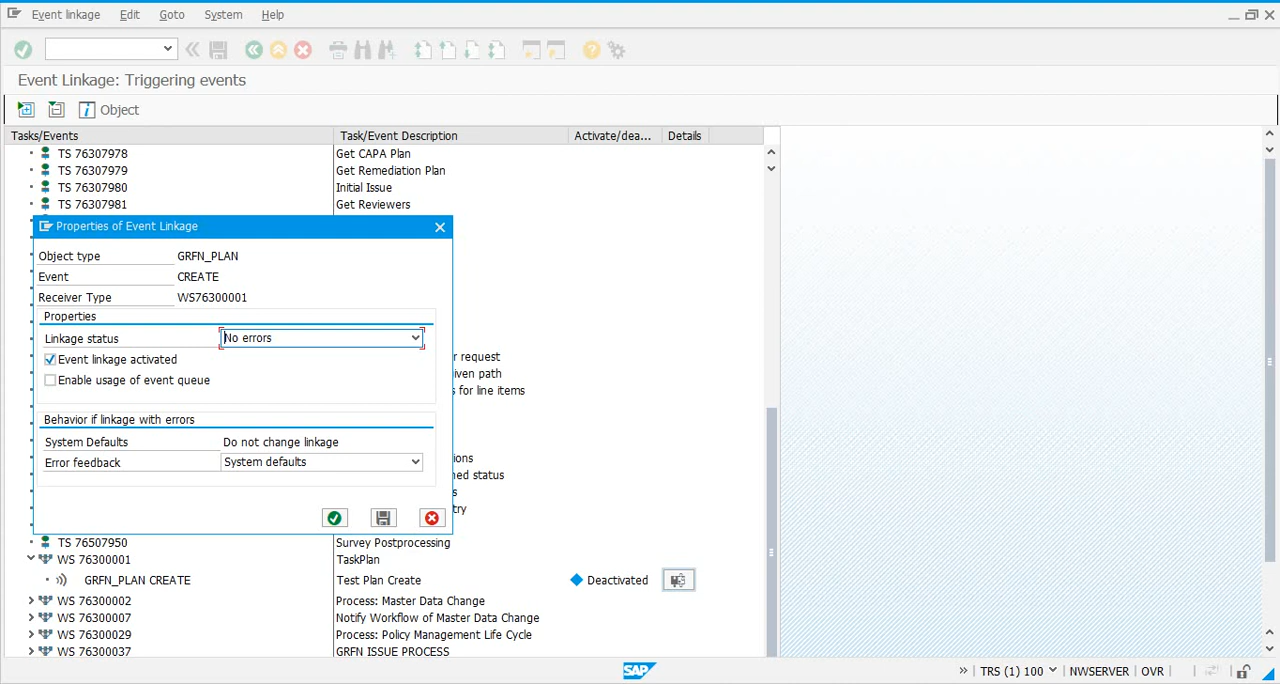 Event linkage Edit Goto System Help
Event Linkage: Triggering events
Object
Tasks/Events Task/Event Description Activate/dea... Details
TS 76307978 Get CAPA Plan
TS 76307979 Get Remediation Plan
TS 76307980 Initial Issue
TS 76307981 Get Reviewers
Properties of Event Linkage
Object type GRFN_PLAN
Event CREATE
Receiver Type WS76300001
Properties
Linkage status No errors
Event linkage activated
Enable usage of event queue
Behavior if linkage with errors
System Defaults Do not change linkage
Error feedback System defaults
r request
iven path
s for line items
ions
ned status
s
try
TS 76507950 Survey Postprocessing
WS 76300001 TaskPlan
GRFN_PLAN CREATE Test Plan Create Deactivated
WS 76300002 Process: Master Data Change
WS 76300007 Notify Workflow of Master Data Change
WS 76300029 Process: Policy Management Life Cycle
WS 76300037 GRFN ISSUE PROCESS
SAP TRS (1) 100 NWSERVER OVR